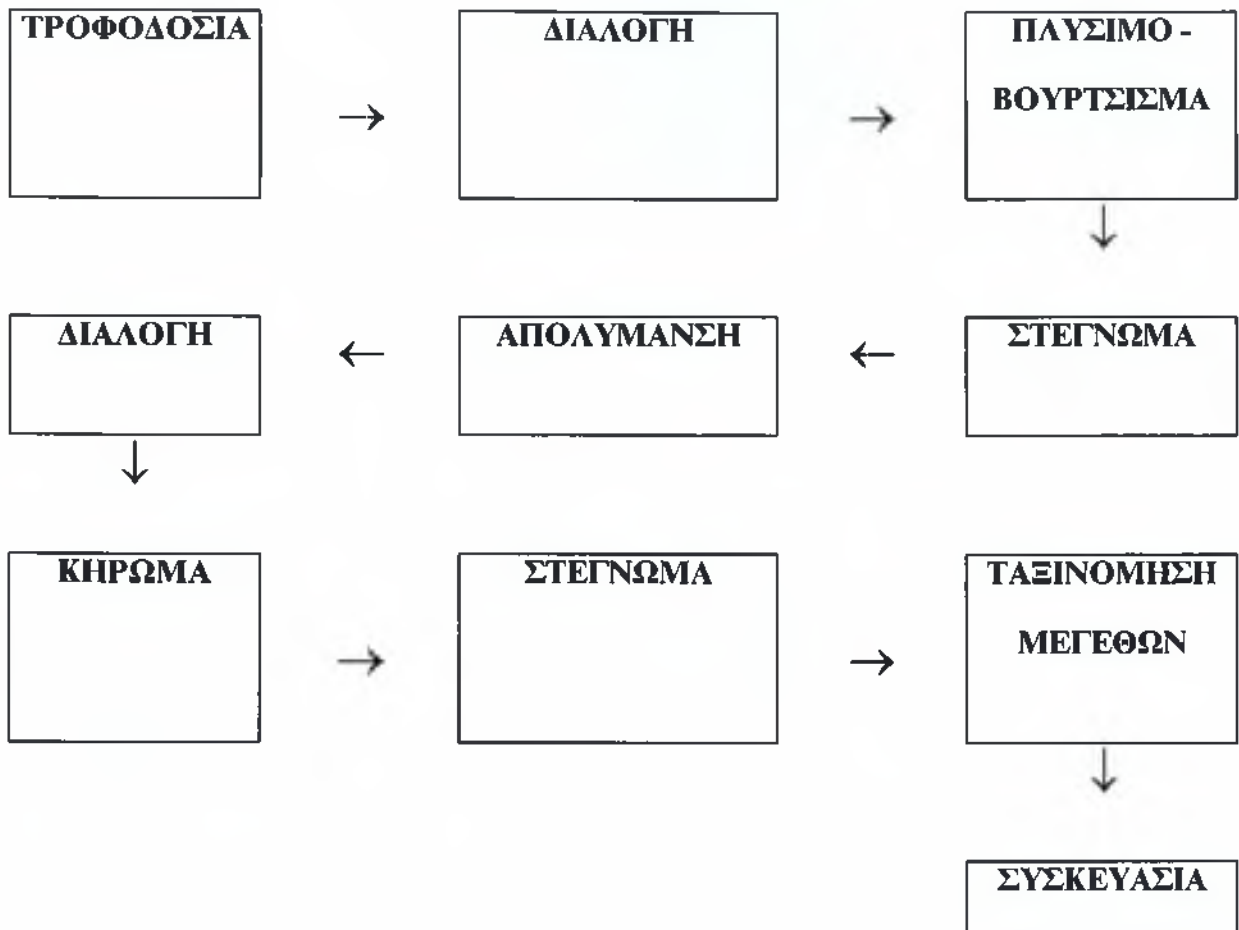 ΤΡΟΦΟΔΟΣΙΑ
→
ΔΙΑΛΟΓΗ
→
ΠΛΥΣΙΜΟ -
ΒΟΥΡΤΣΙΣΜΑ
↓
ΣΤΕΓΝΩΜΑ
←
ΑΠΟΛΥΜΑΝΣΗ
←
ΔΙΑΛΟΓΗ
↓
ΚΗΡΩΜΑ
→
ΣΤΕΓΝΩΜΑ
→
ΤΑΞΙΝΟΜΗΣΗ
ΜΕΓΕΘΩΝ
↓
ΣΥΣΚΕΥΑΣΙΑ